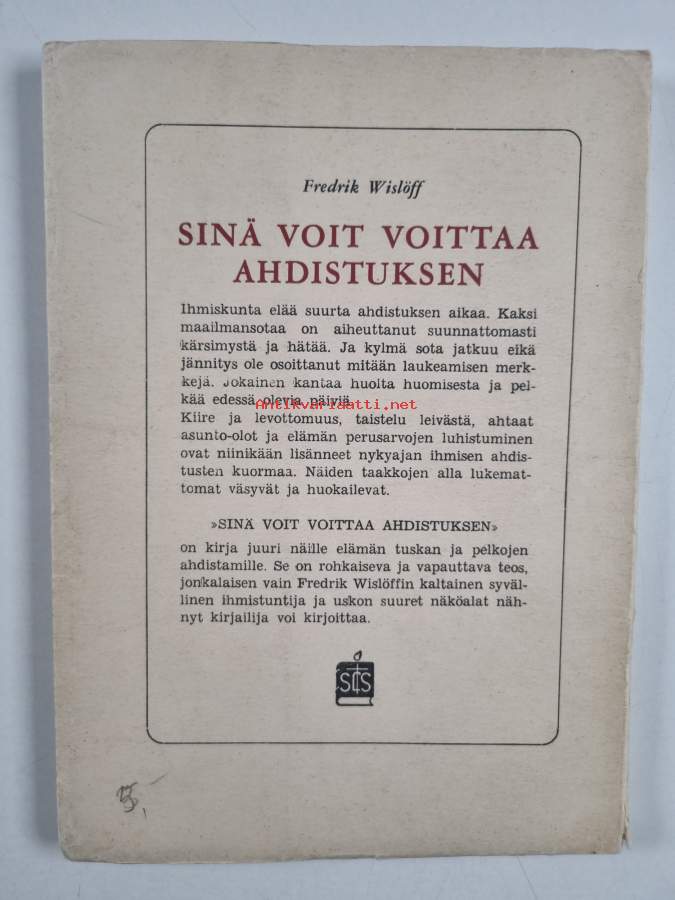 Fredrik Wislöff
SINÄ VOIT VOITTAA
AHDISTUKSEN
Ihmiskunta elää suurta ahdistuksen aikaa. Kaksi
maailmansotaa on aiheuttanut suunnattomasti
kärsimystä ja hätää. Ja kylmä sota jatkuu eikä
jännitys ole osoittanut mitään laukeamisen merk-
kejä. Jokainen kantaa huolta huomisesta ja pel-
kää edessä olevia päiviä.
Antikvariaatti.net
Kiire ja levottomuus, taistelu leivästä, ahtaat
asunto-olot ja elämän perusarvojen luhistuminen
ovat niinikään lisänneet nykyajan ihmisen ahdis-
tusten kuormaa. Näiden taakkojen alla lukemat-
tomat väsyvät ja huokailevat.
»SINÄ VOIT VOITTAA AHDISTUKSEN»
on kirja juuri näille elämän tuskan ja pelkojen
ahdistamille. Se on rohkaiseva ja vapauttava teos,
jonkalaisen vain Fredrik Wislöffin kaltainen syväl-
linen ihmistuntija ja uskon suuret näköalat näh-
nyt kirjailija voi kirjoittaa.